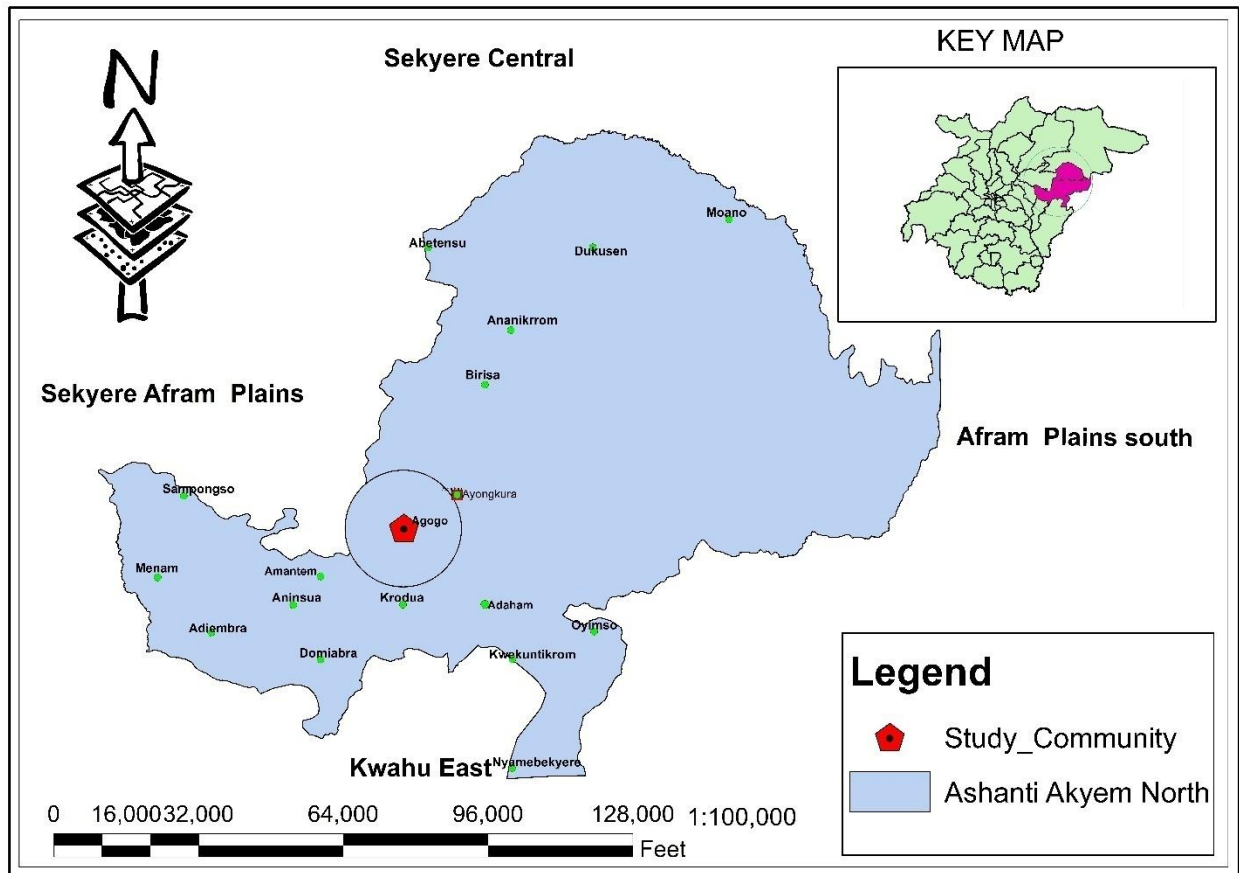 N
Sekyere Central
KEY MAP
Moano
Abetensu
Dukusen
Ananikrrom
Birisa
Sekyere Afram Plains
Afram Plains south
Sampongso
Ayongkura
Agogo
Menam
Amantem
Aninsua
Krodua
Adaham
Adiembra
Oyimso
Domiabra
Kwekuntikrom
Kwahu East
Nyamebekyere
Legend
Study_Community
Ashanti Akyem North
0 16,000 32,000 64,000 96,000 128,000 1:100,000
Feet